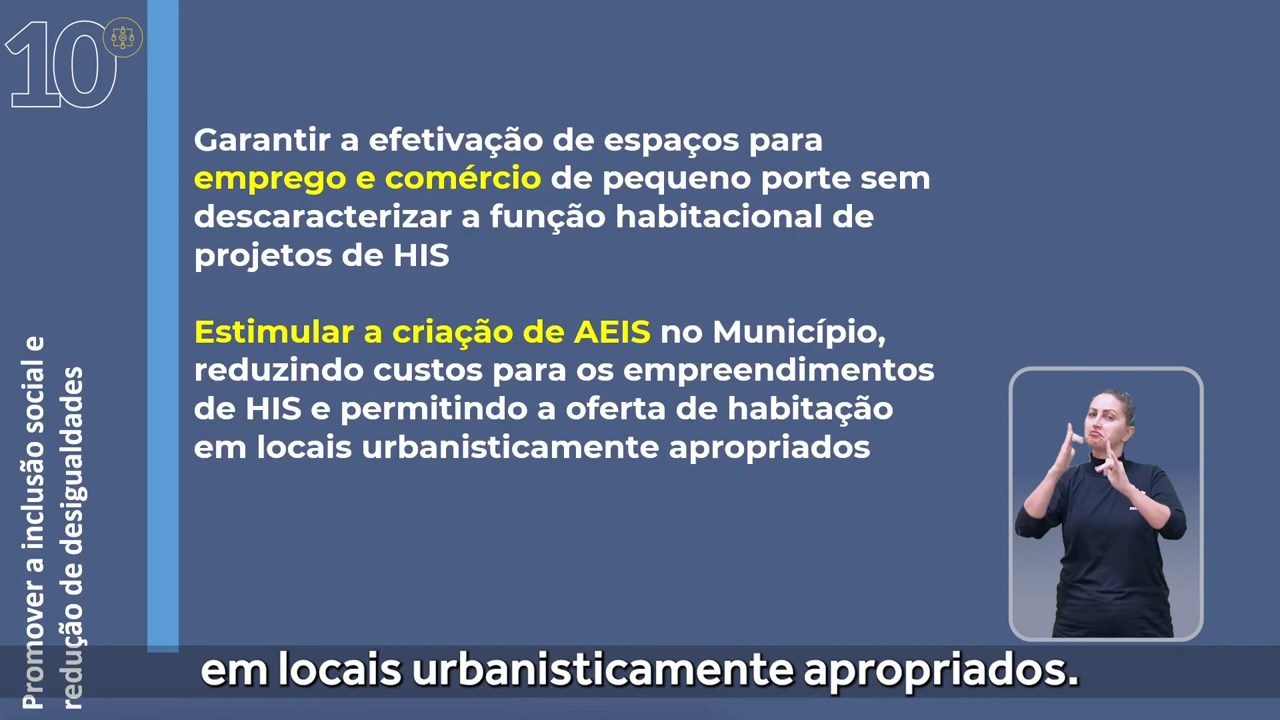 10
Promover a inclusão social e
redução de desigualdades
Garantir a efetivação de espaços para
emprego e comércio de pequeno porte sem
descaracterizar a função habitacional de
projetos de HIS
Estimular a criação de AEIS no Município,
reduzindo custos para os empreendimentos
de HIS e permitindo a oferta de habitação
em locais urbanisticamente apropriados
em locais urbanisticamente apropriados.